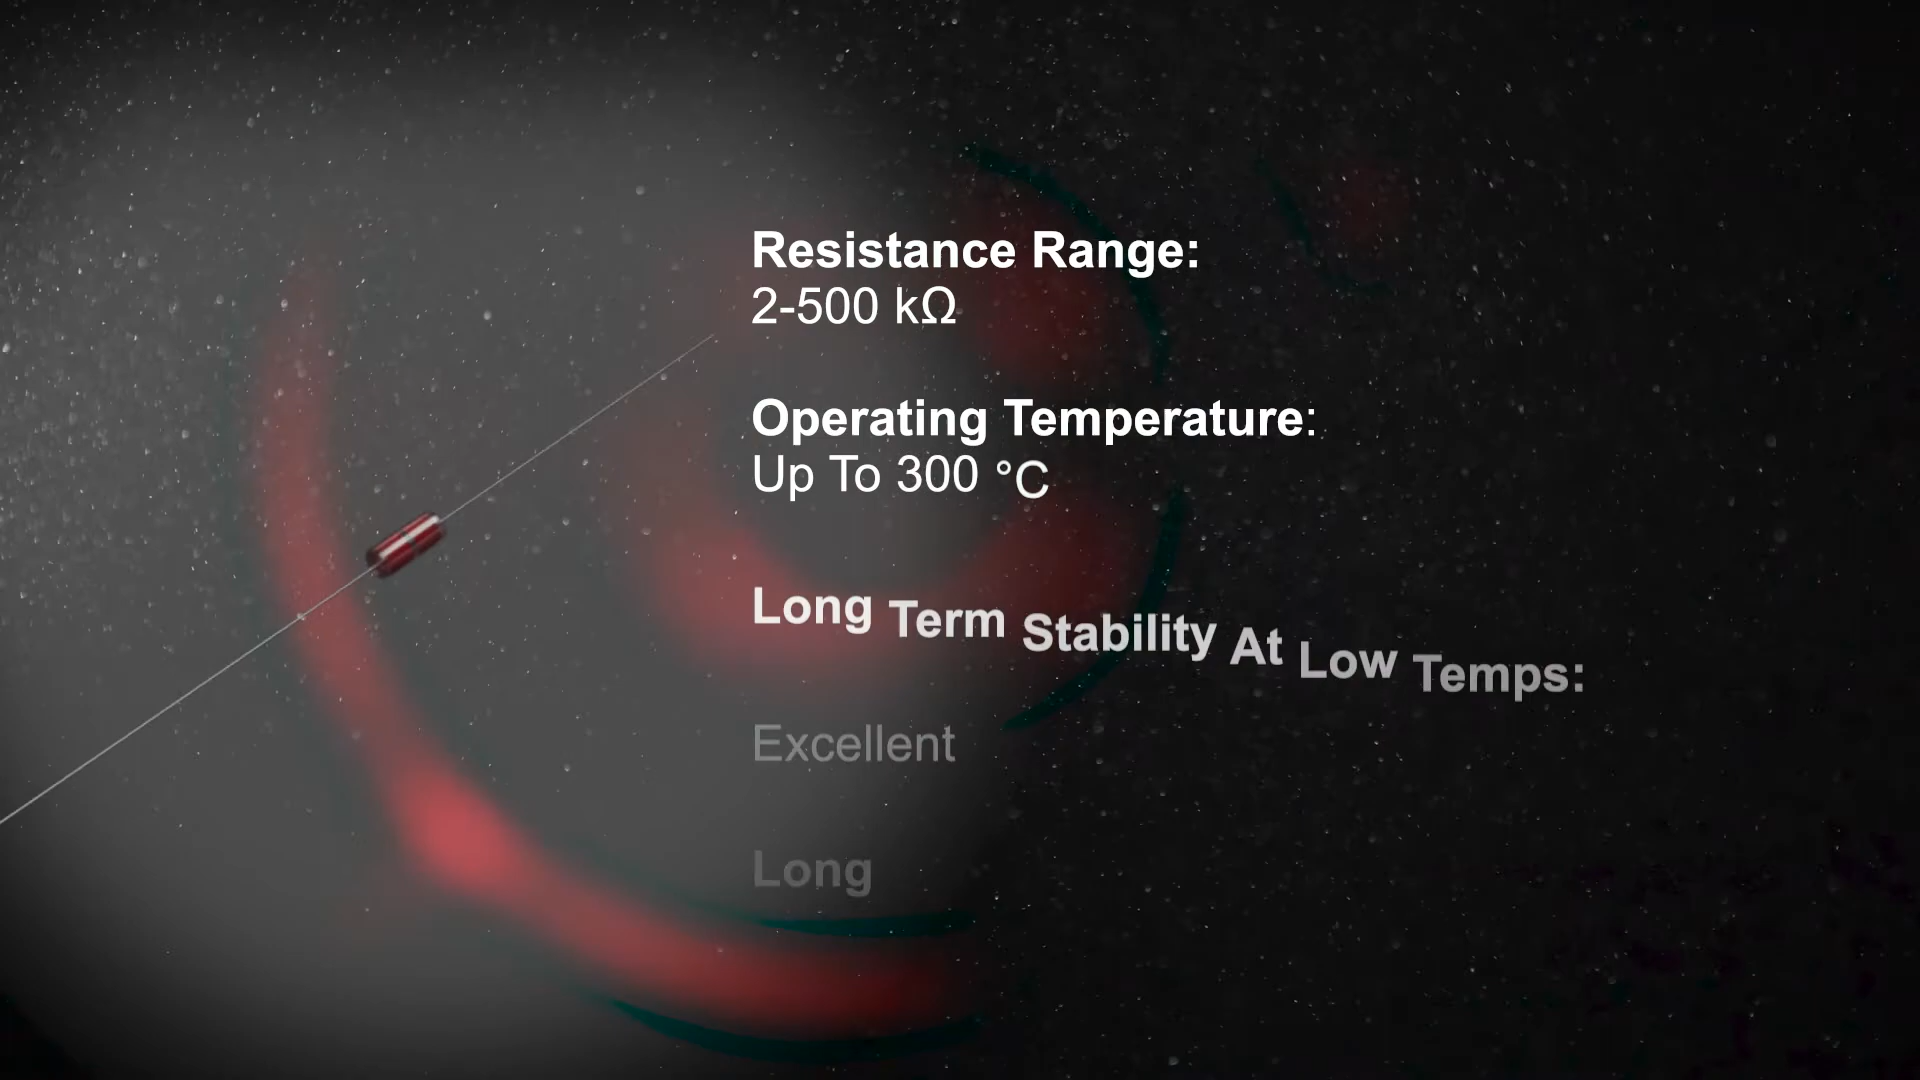 Resistance Range:
2-500 kΩ
Operating Temperature:
Up To 300 °C
Long Term Stability At Low Temps:
Excellent
Long